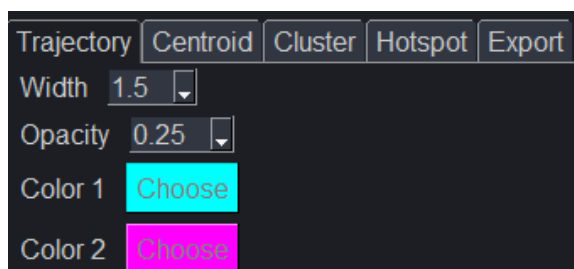 Trajectory Centroid Cluster Hotspot Export
Width 1.5
Opacity 0.25
Color 1 Choose
Color 2 Choose